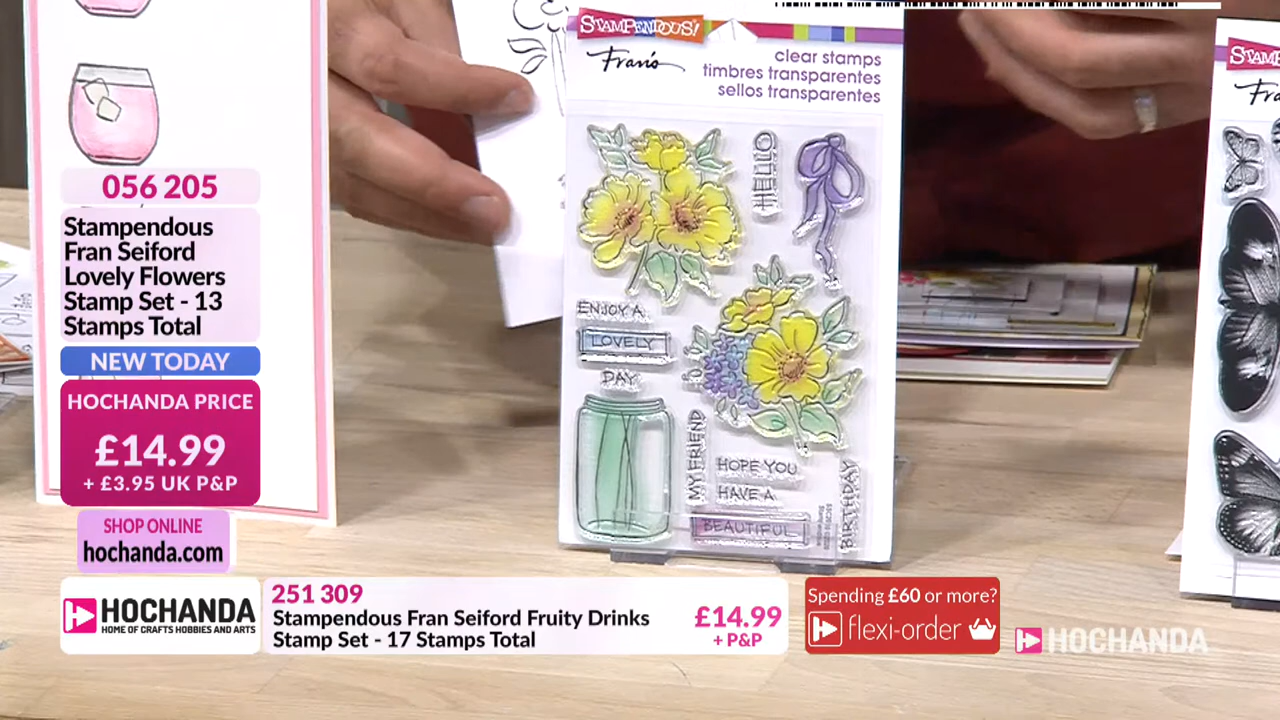 STAMPENDOUS!
Fran's
clear stamps
timbres transparentes
sellos transparentes
HELLO
ENJOY A
LOVELY
DAY
MY FRIEND
HOPE YOU
HAVE A
BEAUTIFUL
BIRTHDAY
STAMP
Fra
056 205
Stampendous
Fran Seiford
Lovely Flowers
Stamp Set - 13
Stamps Total
NEW TODAY
HOCHANDA PRICE
£14.99
+ £3.95 UK P&P
SHOP ONLINE
hochanda.com
HOCHANDA
HOME OF CRAFTS HOBBIES AND ARTS
251 309
Stampendous Fran Seiford Fruity Drinks
Stamp Set - 17 Stamps Total
£14.99
+ P&P
Spending £60 or more?
flexi-order
HOCHANDA